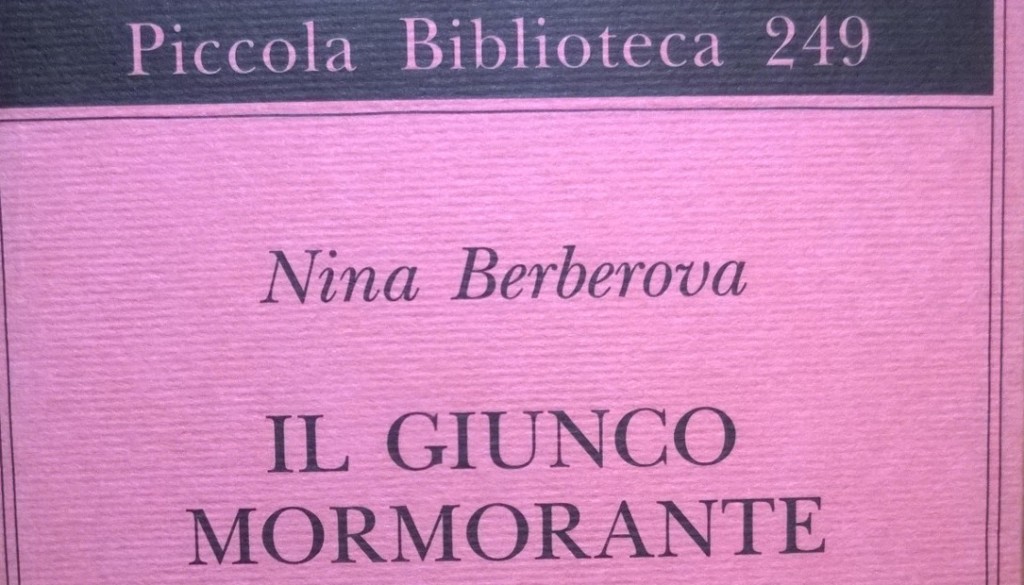 Piccola Biblioteca 249
Nina Berberova
IL GIUNCO
MORMORANTE